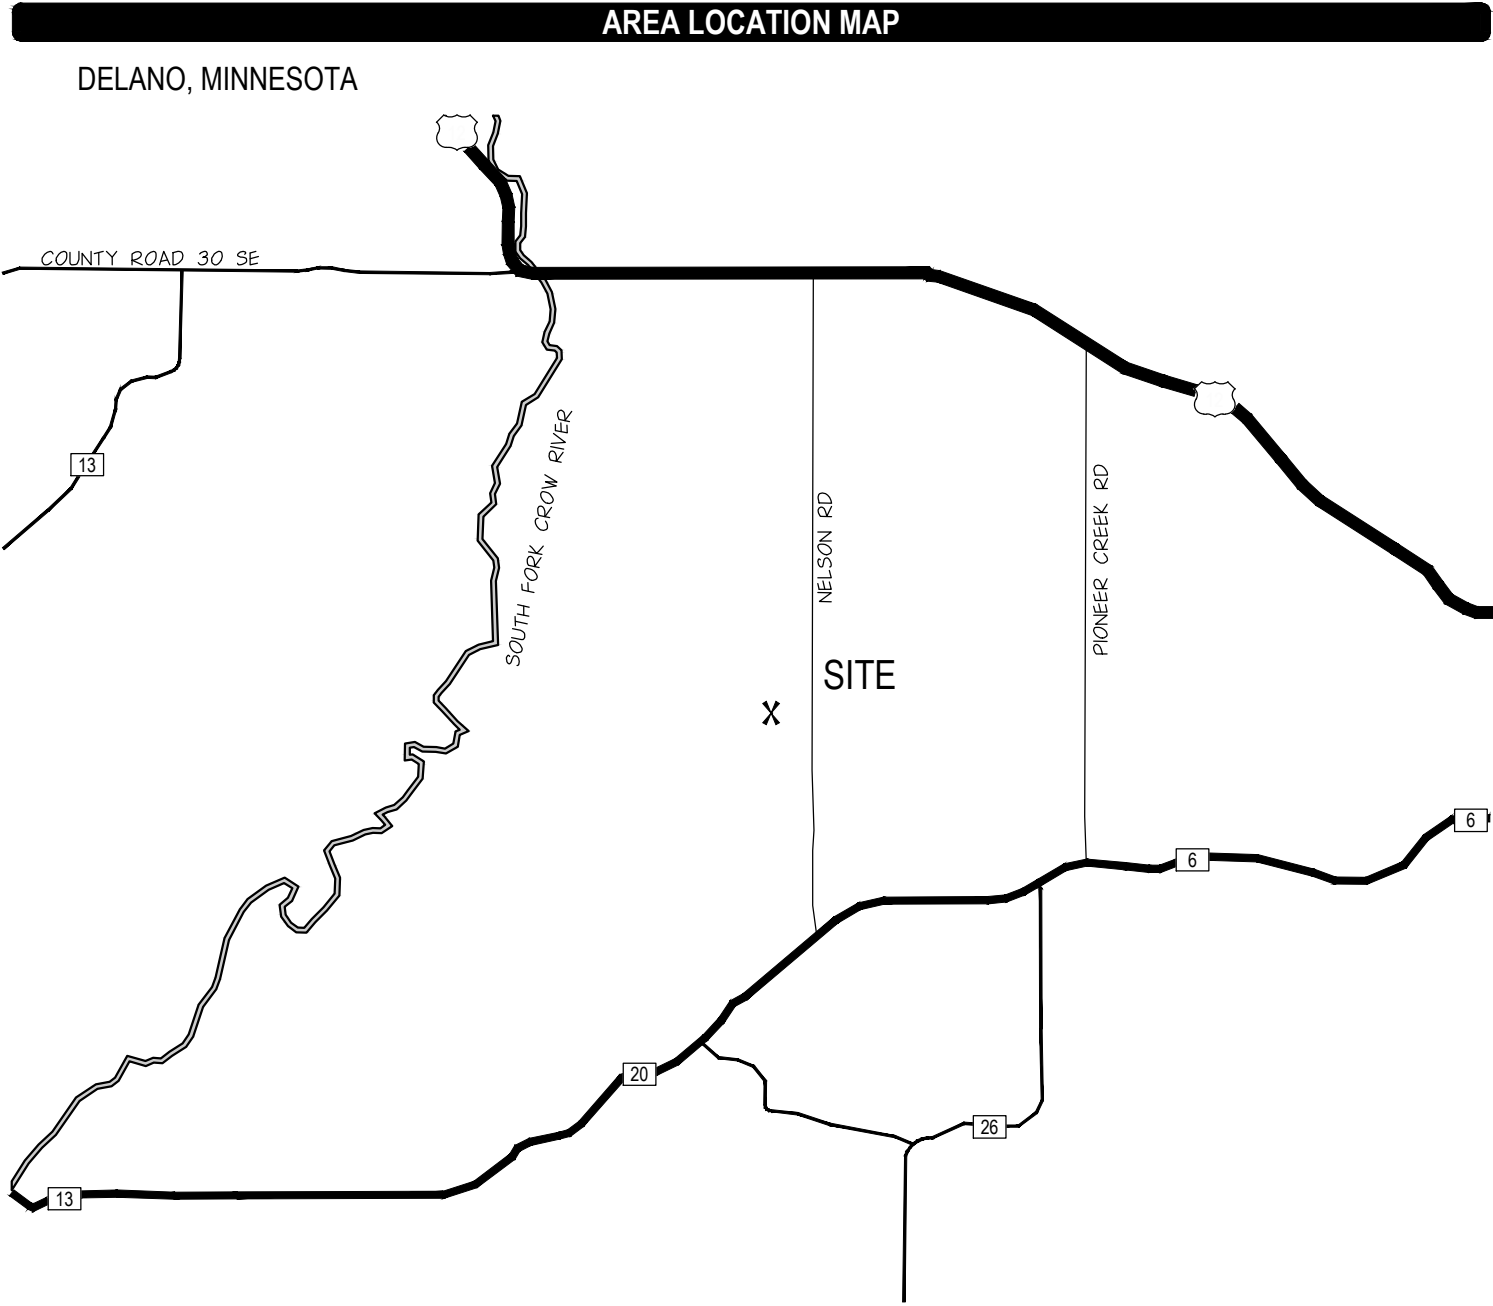 AREA LOCATION MAP
DELANO, MINNESOTA
COUNTY ROAD 30 SE
13
SOUTH FORK CROW RIVER
NELSON RD
PIONEER CREEK RD
SITE
X
6
6
20
26
13